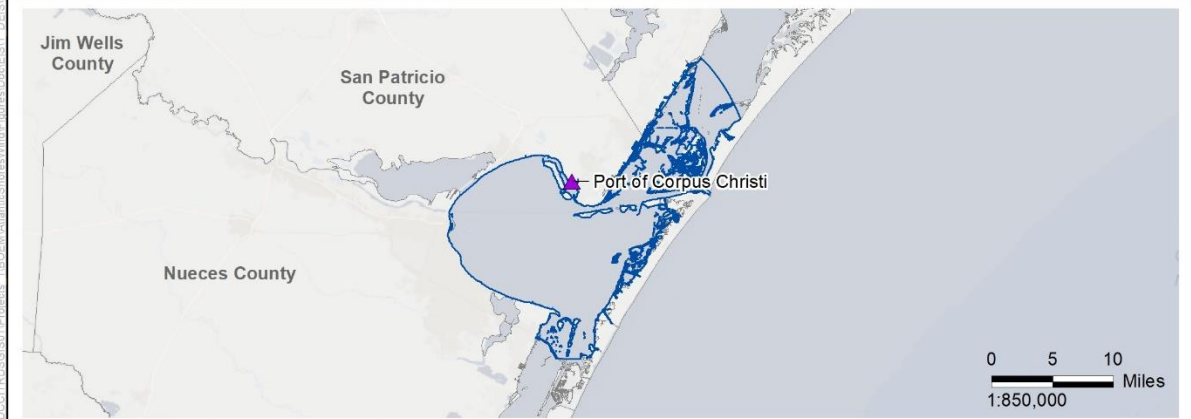 Jim Wells
County
San Patricio
County
Port of Corpus Christi
Nueces County
0 5 10
Miles
1:850,000